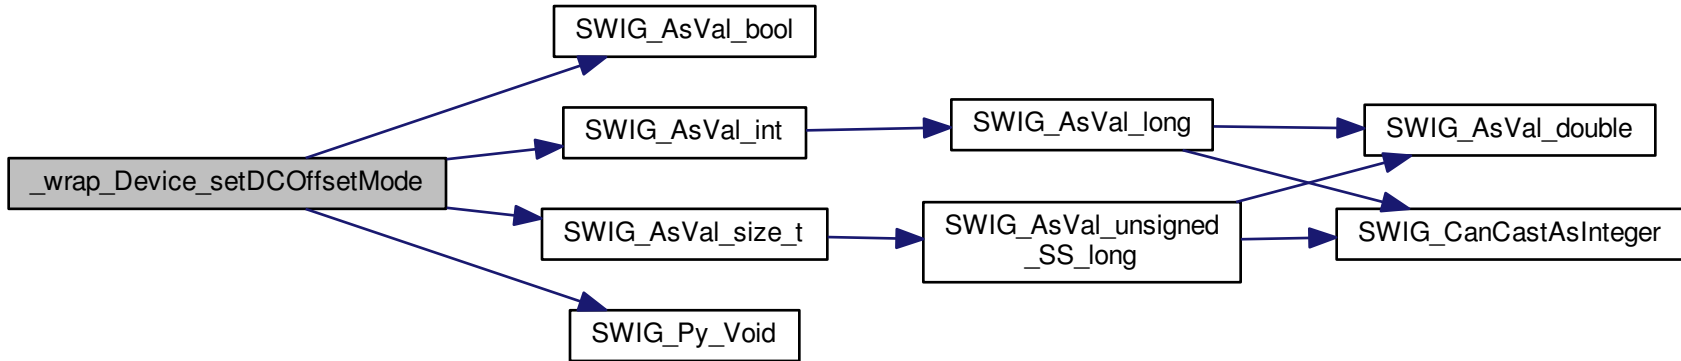 _wrap_Device_setDCOffsetMode
SWIG_AsVal_bool
SWIG_AsVal_int
SWIG_AsVal_size_t
SWIG_Py_Void
SWIG_AsVal_long
SWIG_AsVal_unsigned
_SS_long
SWIG_AsVal_double
SWIG_CanCastAsInteger